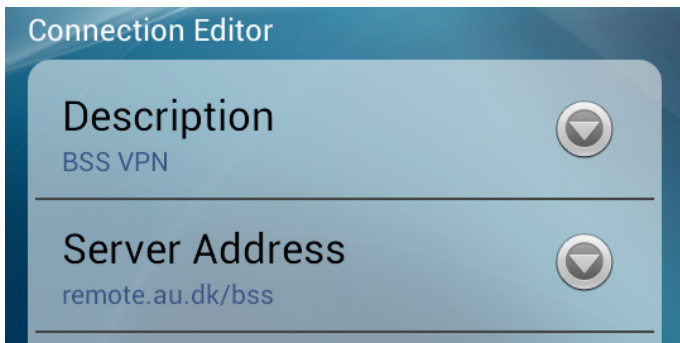 Connection Editor
Description
BSS VPN
Server Address
remote.au.dk/bss